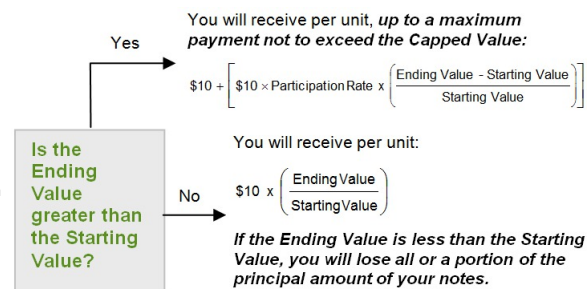 You will receive per unit, up to a maximum
payment not to exceed the Capped Value:
Yes
$10 + [ $10 × Participation Rate x ( Ending Value - Starting Value / Starting Value ) ]
Is the
Ending
Value
greater than
the Starting
Value?
No
You will receive per unit:
$10 x ( Ending Value / Starting Value )
If the Ending Value is less than the Starting
Value, you will lose all or a portion of the
principal amount of your notes.